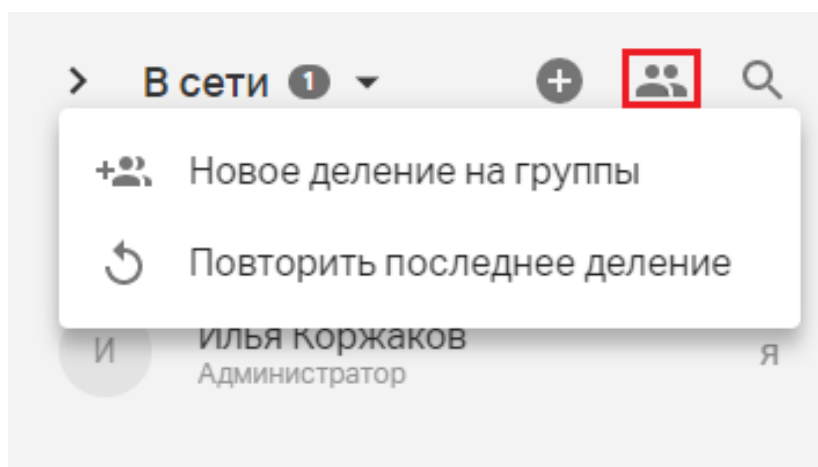 В сети 1
Новое деление на группы
Повторить последнее деление
И
Илья Коржаков
Администратор
я